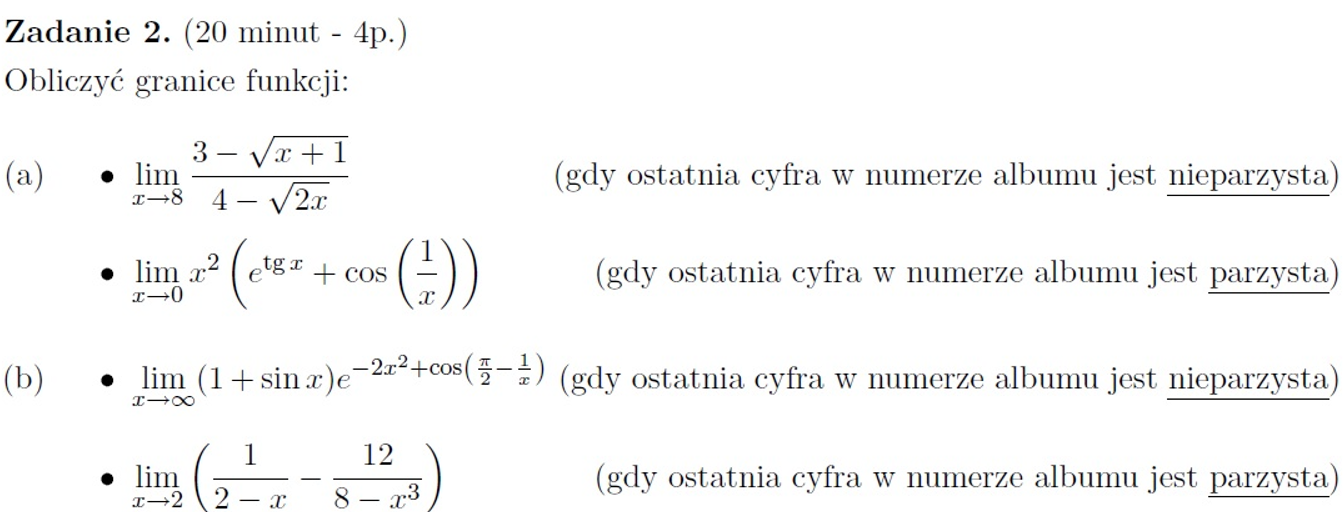 Zadanie 2. (20 minut - 4p.)
Obliczyć granice funkcji:
(a) • \lim_{x \to 8} \frac{3 - \sqrt{x+1}}{4 - \sqrt{2x}} (gdy ostatnia cyfra w numerze albumu jest nieparzysta)
• \lim_{x \to 0} x^2 \left( e^{\text{tg} x} + \cos \left( \frac{1}{x} \right) \right) (gdy ostatnia cyfra w numerze albumu jest parzysta)
(b) • \lim_{x \to \infty} (1 + \sin x) e^{-2x^2 + \cos\left(\frac{\pi}{2} - \frac{1}{x}\right)} (gdy ostatnia cyfra w numerze albumu jest nieparzysta)
• \lim_{x \to 2} \left( \frac{1}{2-x} - \frac{12}{8-x^3} \right) (gdy ostatnia cyfra w numerze albumu jest parzysta)